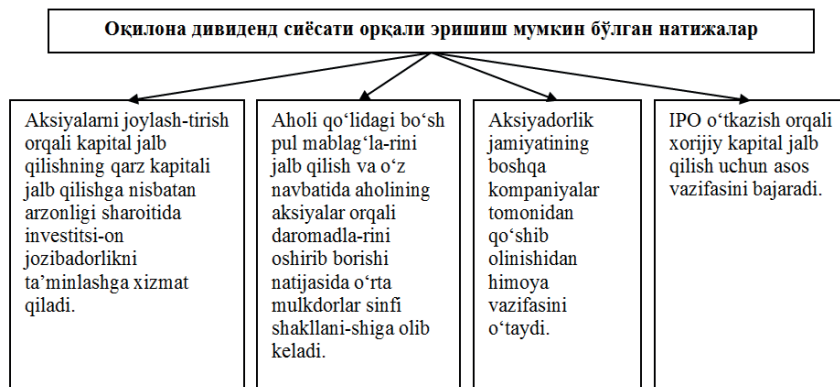 Оқилона дивиденд сиёсати орқали эришиш мумкин бўлган натижалар
Aksiyalarni joylash-tirish
orqali kapital jalb
qilishning qarz kapitali
jalb qilishga nisbatan
arzonligi sharoitida
investitsi-on
jozibadorlikni
ta’minlashga xizmat
qiladi.
Aholi qo‘lidagi bo‘sh
pul mablag‘la-rini
jalb qilish va o‘z
navbatida aholining
aksiyalar orqali
daromadla-rini
oshirib borishi
natijasida o‘rta
mulkdorlar sinfi
shakllani-shiga olib
keladi.
Aksiyadorlik
jamiyatining
boshqa
kompaniyalar
tomonidan
qo‘shib
olinishidan
himoya
vazifasini
o‘taydi.
IPO o‘tkazish orqali
xorijiy kapital jalb
qilish uchun asos
vazifasini bajaradi.